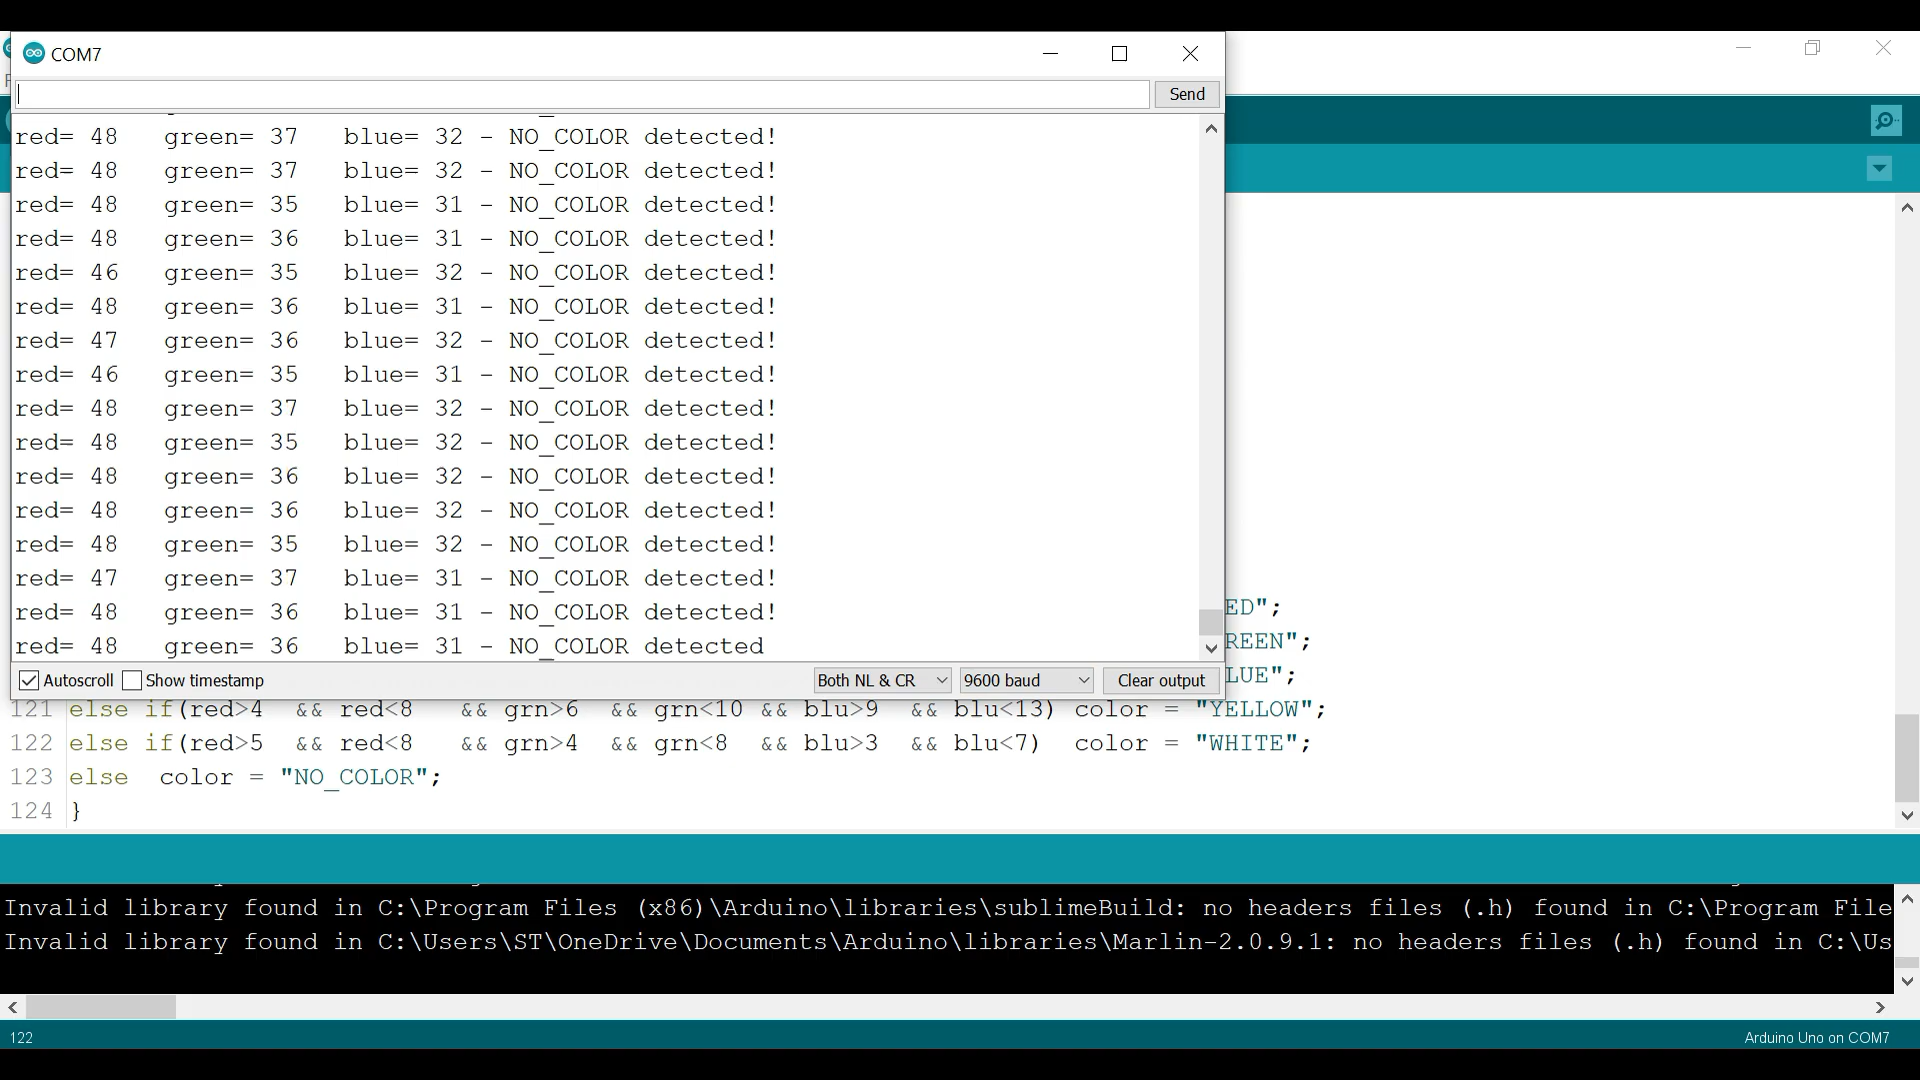 COM7
Send
red= 48   green= 37   blue= 32 - NO_COLOR detected!
red= 48   green= 37   blue= 32 - NO_COLOR detected!
red= 48   green= 35   blue= 31 - NO_COLOR detected!
red= 48   green= 36   blue= 31 - NO_COLOR detected!
red= 46   green= 35   blue= 32 - NO_COLOR detected!
red= 48   green= 36   blue= 31 - NO_COLOR detected!
red= 47   green= 36   blue= 32 - NO_COLOR detected!
red= 46   green= 35   blue= 31 - NO_COLOR detected!
red= 48   green= 37   blue= 32 - NO_COLOR detected!
red= 48   green= 35   blue= 32 - NO_COLOR detected!
red= 48   green= 36   blue= 32 - NO_COLOR detected!
red= 48   green= 36   blue= 32 - NO_COLOR detected!
red= 48   green= 35   blue= 32 - NO_COLOR detected!
red= 47   green= 37   blue= 31 - NO_COLOR detected!
red= 48   green= 36   blue= 31 - NO_COLOR detected!
red= 48   green= 36   blue= 31 - NO_COLOR detected
ED";
REEN";
LUE";
Autoscroll Show timestamp Both NL & CR 9600 baud Clear output
121 else if(red>4  && red<8   && grn>6  && grn<10 && blu>9  && blu<13) color = "YELLOW";
122 else if(red>5  && red<8   && grn>4  && grn<8  && blu>3  && blu<7)  color = "WHITE";
123 else  color = "NO_COLOR";
124 }
Invalid library found in C:\Program Files (x86)\Arduino\libraries\sublimeBuild: no headers files (.h) found in C:\Program File
Invalid library found in C:\Users\ST\OneDrive\Documents\Arduino\libraries\Marlin-2.0.9.1: no headers files (.h) found in C:\Us
122 Arduino Uno on COM7